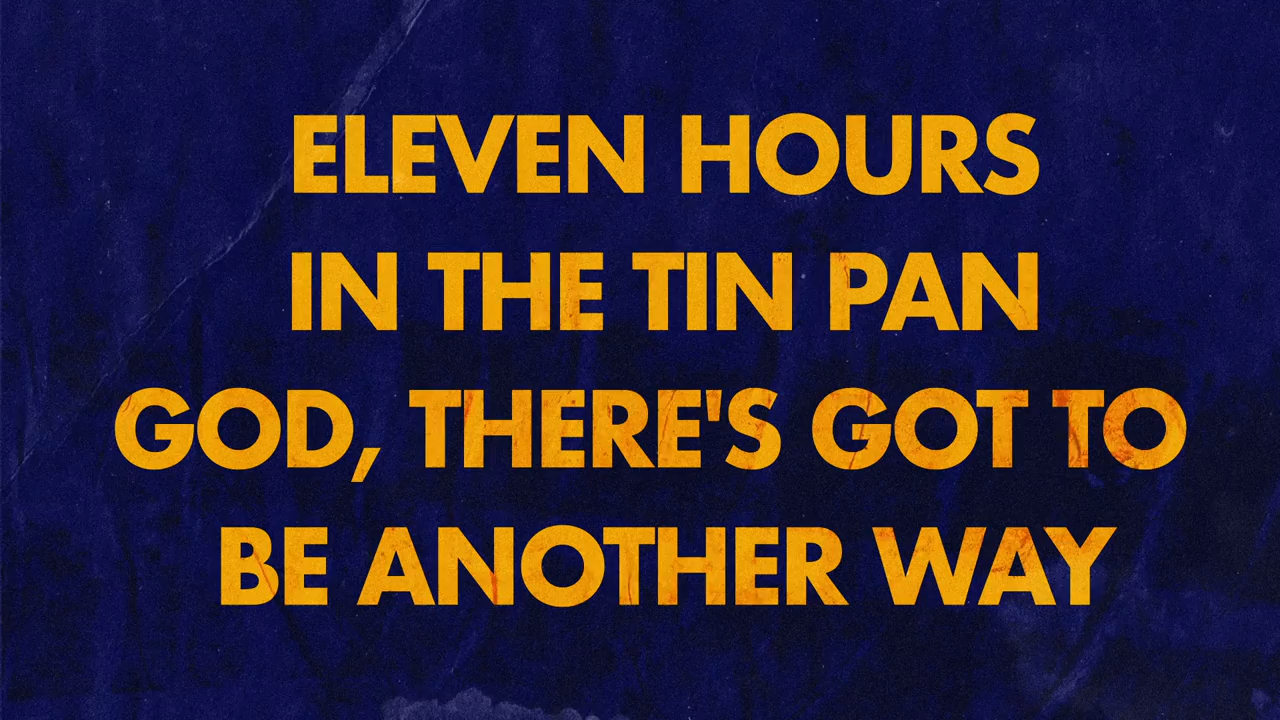 ELEVEN HOURS
IN THE TIN PAN
GOD, THERE'S GOT TO
BE ANOTHER WAY